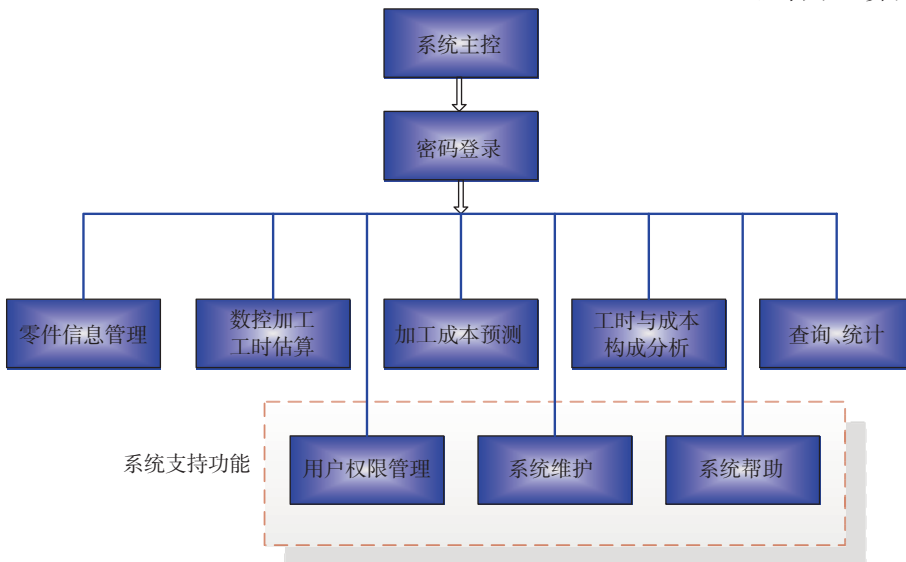 系统主控
密码登录
零件信息管理
数控加工
工时估算
加工成本预测
工时与成本
构成分析
查询、统计
系统支持功能
用户权限管理
系统维护
系统帮助